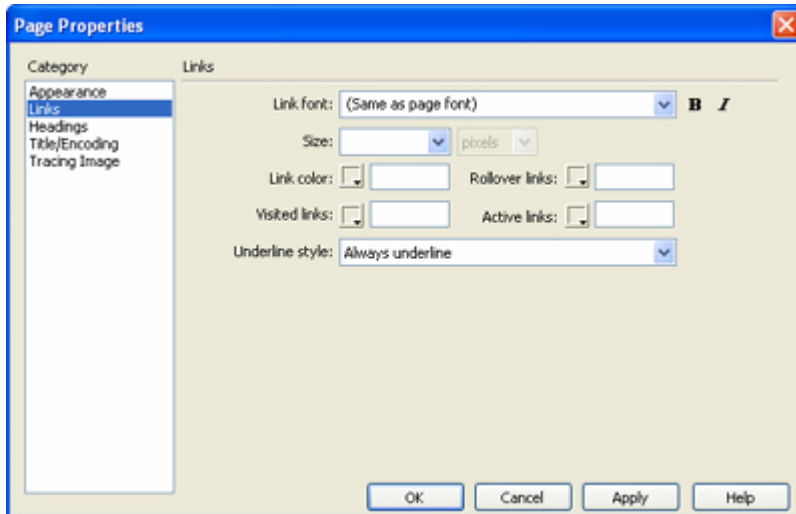 Page Properties
Category
Links
Appearance
Links
Headings
Title/Encoding
Tracing Image
Link font: (Same as page font) B I
Size: pixels
Link color: Rollover links:
Visited links: Active links:
Underline style: Always underline
OK Cancel Apply Help